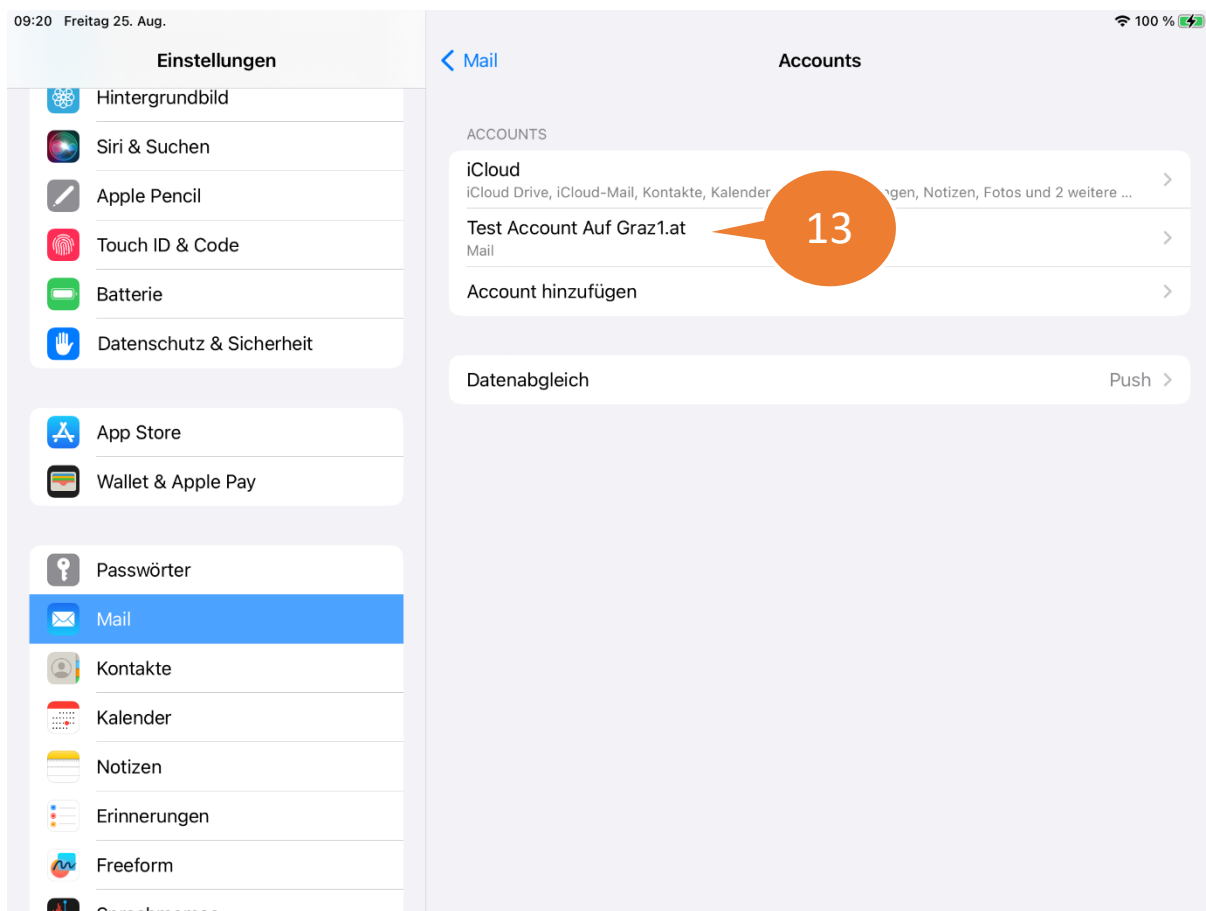 09:20 Freitag 25. Aug.
100 %
Einstellungen
Hintergrundbild
Siri & Suchen
Apple Pencil
Touch ID & Code
Batterie
Datenschutz & Sicherheit
App Store
Wallet & Apple Pay
Passwörter
Mail
Kontakte
Kalender
Notizen
Erinnerungen
Freeform
Mail
Accounts
ACCOUNTS
iCloud
iCloud Drive, iCloud-Mail, Kontakte, Kalender Notizen, Fotos und 2 weitere ...
Test Account Auf Graz1.at
Mail
13
Account hinzufügen
Datenabgleich
Push